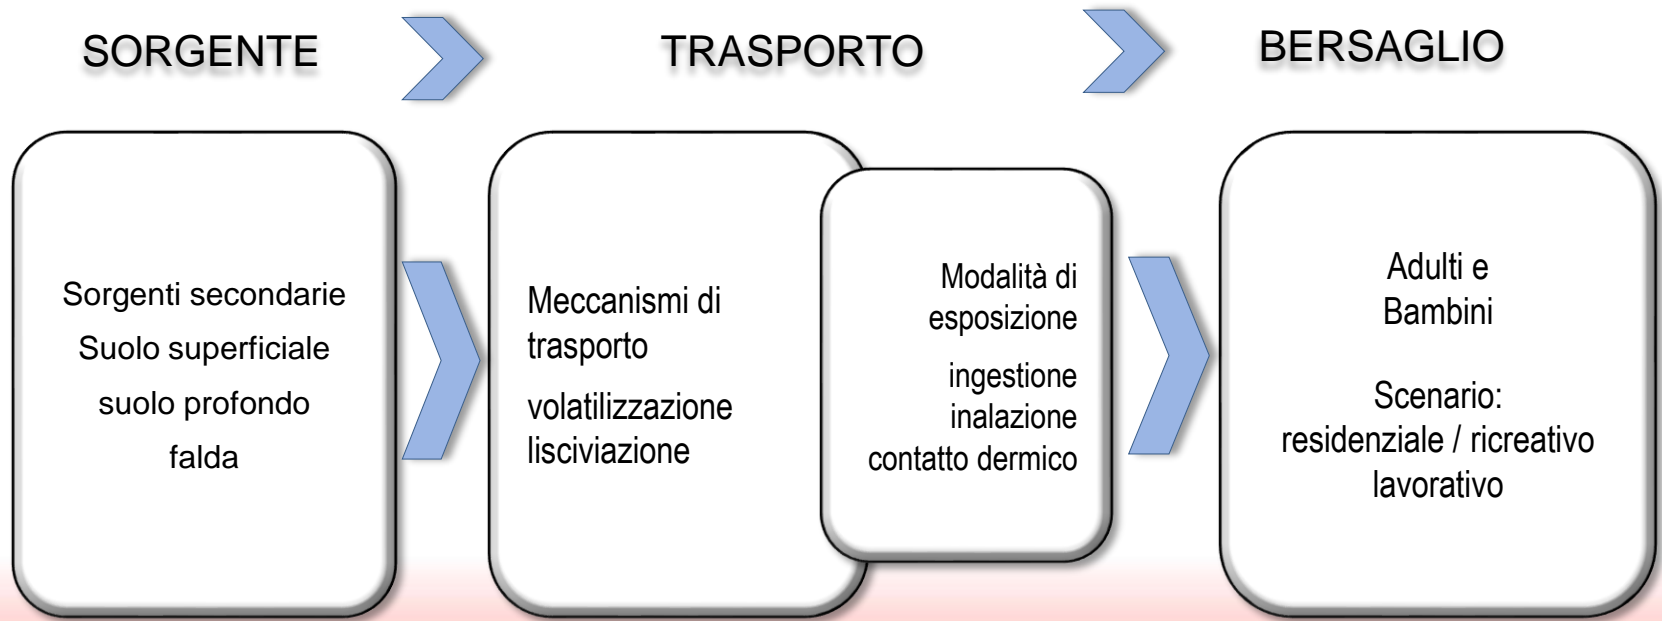 SORGENTE
TRASPORTO
BERSAGLIO
Sorgenti secondarie
Suolo superficiale
suolo profondo
falda
Meccanismi di
trasporto
volatilizzazione
lisciviazione
Modalità di
esposizione
ingestione
inalazione
contatto dermico
Adulti e
Bambini
Scenario:
residenziale / ricreativo
lavorativo